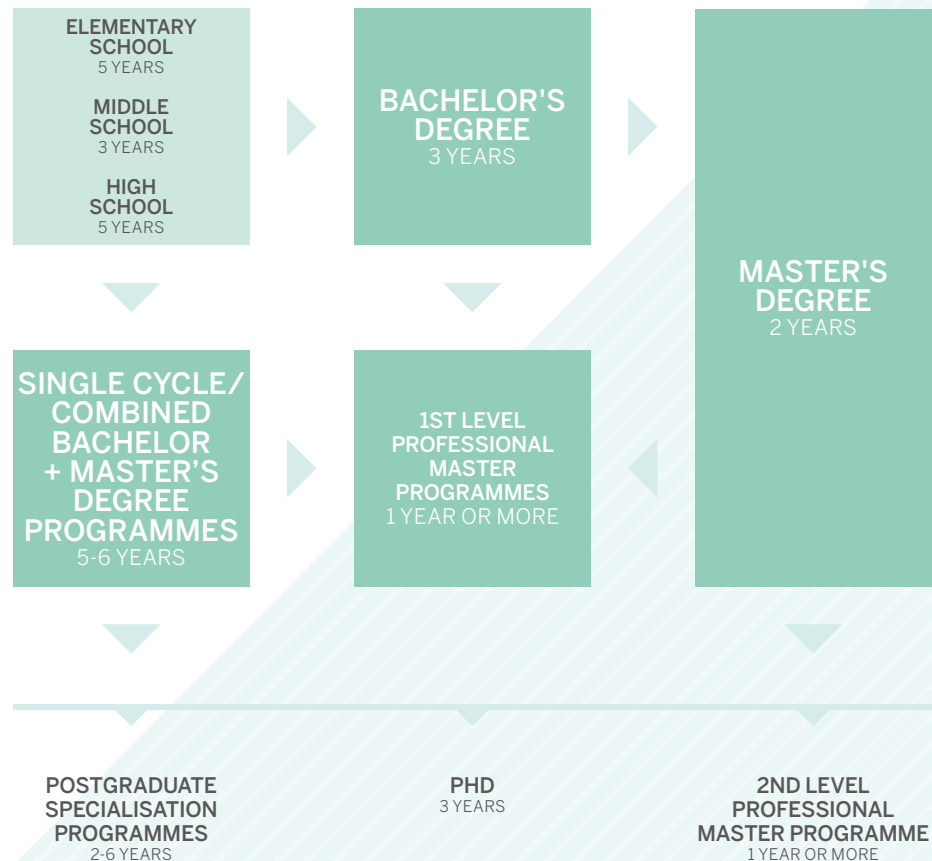 ELEMENTARY
SCHOOL
5 YEARS
MIDDLE
SCHOOL
3 YEARS
HIGH
SCHOOL
5 YEARS
BACHELOR'S
DEGREE
3 YEARS
MASTER'S
DEGREE
2 YEARS
SINGLE CYCLE/
COMBINED
BACHELOR
+ MASTER’S
DEGREE
PROGRAMMES
5-6 YEARS
1ST LEVEL
PROFESSIONAL
MASTER
PROGRAMMES
1 YEAR OR MORE
POSTGRADUATE
SPECIALISATION
PROGRAMMES
2-6 YEARS
PHD
3 YEARS
2ND LEVEL
PROFESSIONAL
MASTER PROGRAMME
1 YEAR OR MORE